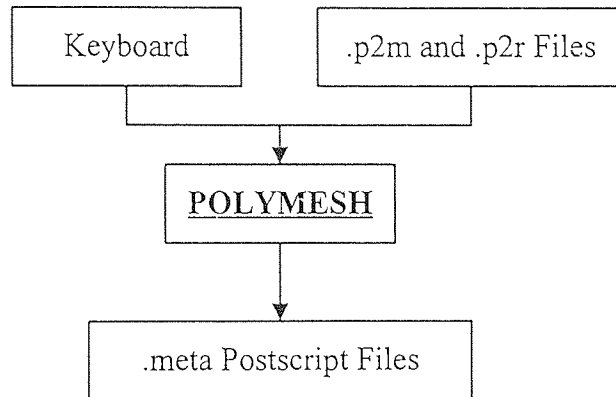 Keyboard
.p2m and .p2r Files
POLYMESH
.meta Postscript Files